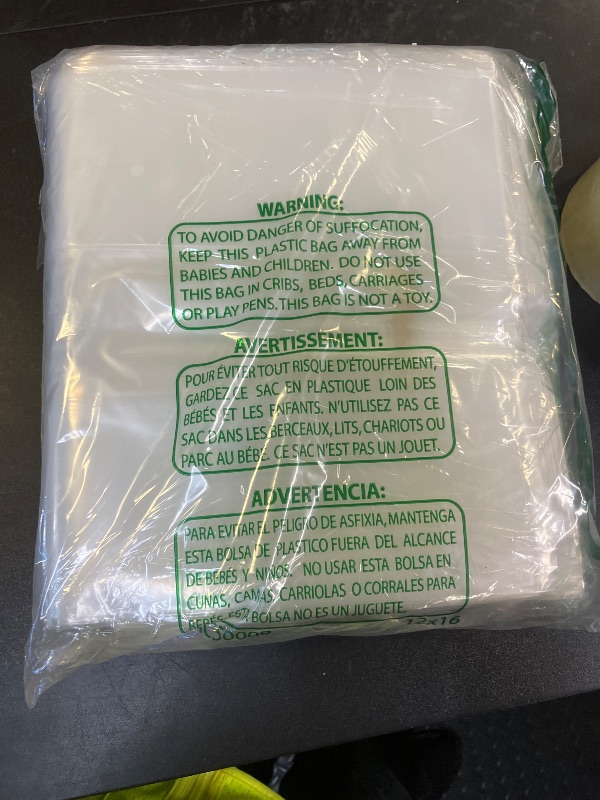 WARNING:
TO AVOID DANGER OF SUFFOCATION,
KEEP THIS PLASTIC BAG AWAY FROM
BABIES AND CHILDREN. DO NOT USE
THIS BAG IN CRIBS, BEDS, CARRIAGES
OR PLAY PENS. THIS BAG IS NOT A TOY.
AVERTISSEMENT:
POUR ÉVITER TOUT RISQUE D'ÉTOUFFEMENT,
GARDEZ CE SAC EN PLASTIQUE LOIN DES
BÉBÉS ET LES ENFANTS. N'UTILISEZ PAS CE
SAC DANS LES BERCEAUX, LITS, CHARIOTS OU
PARC AU BÉBÉ. CE SAC N'EST PAS UN JOUET.
ADVERTENCIA:
PARA EVITAR EL PELIGRO DE ASFIXIA, MANTENGA
ESTA BOLSA DE PLASTICO FUERA DEL ALCANCE
DE BEBÉS Y NIÑOS. NO USAR ESTA BOLSA EN
CUNAS, CAMAS, CARRIOLAS O CORRALES PARA
BEBÉS. ESTA BOLSA NO ES UN JUGUETE.
12x16